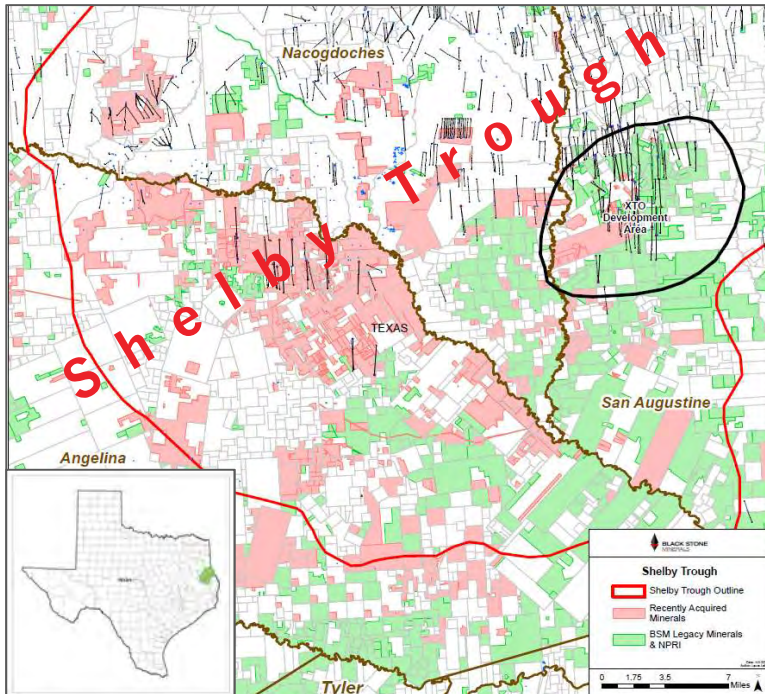 Nacogdoches
Shelby Trough
XTO
Development
Area
TEXAS
San Augustine
Angelina
BLACK STONE
MINERALS
Shelby Trough
Shelby Trough Outline
Recently Acquired
Minerals
BSM Legacy Minerals
& NPRI
0 1.75 3.5 7
Miles
Tyler